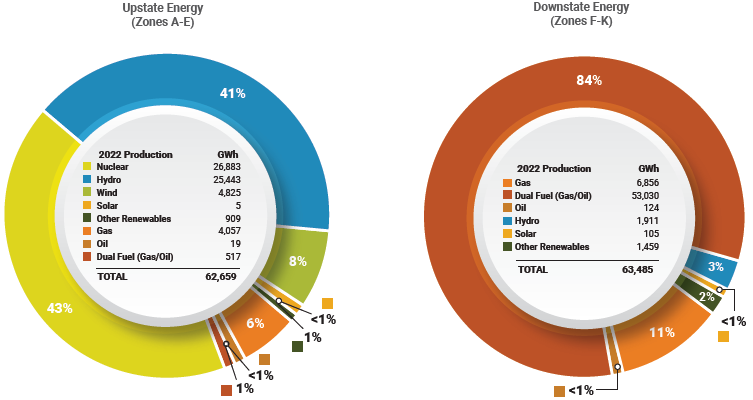 Upstate Energy
(Zones A-E)
41%
2022 Production GWh
Nuclear 26,883
Hydro 25,443
Wind 4,825
Solar 5
Other Renewables 909
Gas 4,057
Oil 19
Dual Fuel (Gas/Oil) 517
TOTAL 62,659
8%
43%
6%
<1%
1%
<1%
1%
Downstate Energy
(Zones F-K)
84%
2022 Production GWh
Gas 6,856
Dual Fuel (Gas/Oil) 53,030
Oil 124
Hydro 1,911
Solar 105
Other Renewables 1,459
TOTAL 63,485
3%
2%
<1%
11%
<1%